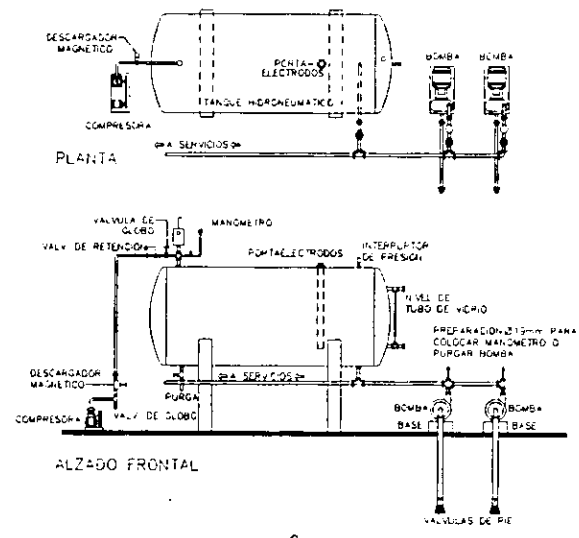 DESCARGADOR
MAGNETICO
PORTA-
ELECTRODOS
BOMBA
BOMBA
TANQUE HIDRONEUMATICO
COMPRESORA
A SERVICIOS
PLANTA
VALVULA DE
GLOBO
MANOMETRO
VALV. DE RETENCION
PORTAELECTRODOS
INTERRUPTOR
DE PRESION
NIVEL DE
TUBO DE VIDRIO
PREPARACION Ø19mm PARA
COLOCAR MANOMETRO O
PURGAR BOMBA
DESCARGADOR
MAGNETICO
A SERVICIOS
PURGA
COMPRESORA
VALV. DE GLOBO
BOMBA
BOMBA
BASE
BASE
ALZADO FRONTAL
VALVULAS DE PIE